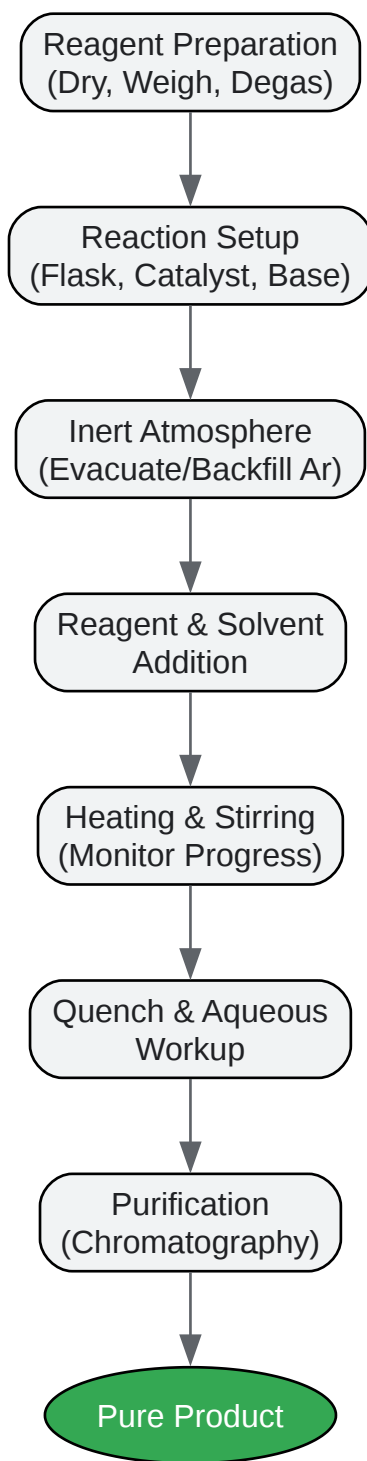 Reagent Preparation
(Dry, Weigh, Degas)
Reaction Setup
(Flask, Catalyst, Base)
Inert Atmosphere
(Evacuate/Backfill Ar)
Reagent & Solvent
Addition
Heating & Stirring
(Monitor Progress)
Quench & Aqueous
Workup
Purification
(Chromatography)
Pure Product